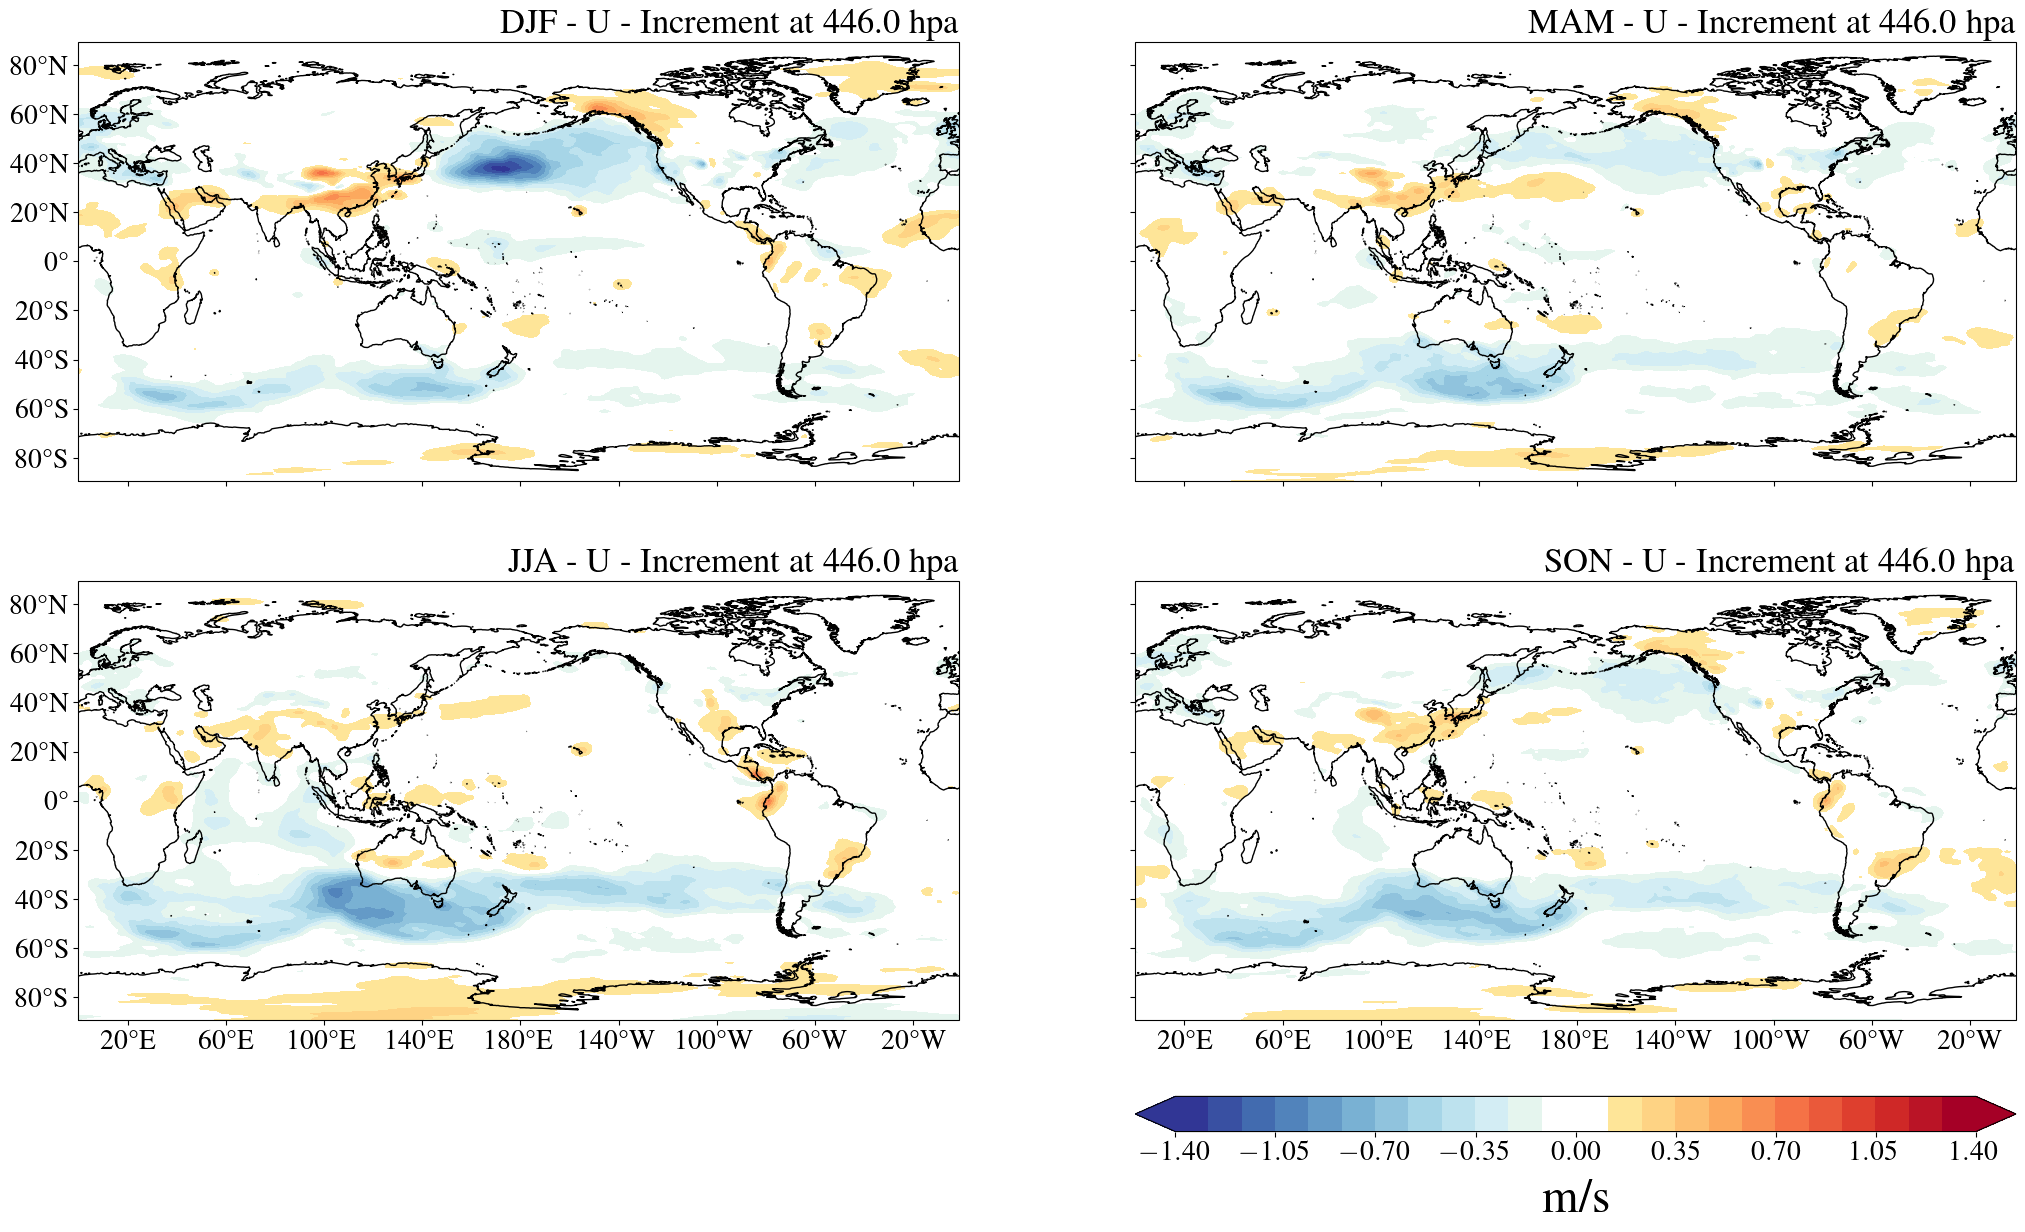 DJF - U - Increment at 446.0 hpa
MAM - U - Increment at 446.0 hpa
80°N
60°N
40°N
20°N
0°
20°S
40°S
60°S
80°S
JJA - U - Increment at 446.0 hpa
SON - U - Increment at 446.0 hpa
80°N
60°N
40°N
20°N
0°
20°S
40°S
60°S
80°S
20°E 60°E 100°E 140°E 180°E 140°W 100°W 60°W 20°W
20°E 60°E 100°E 140°E 180°E 140°W 100°W 60°W 20°W
−1.40 −1.05 −0.70 −0.35 0.00 0.35 0.70 1.05 1.40
m/s